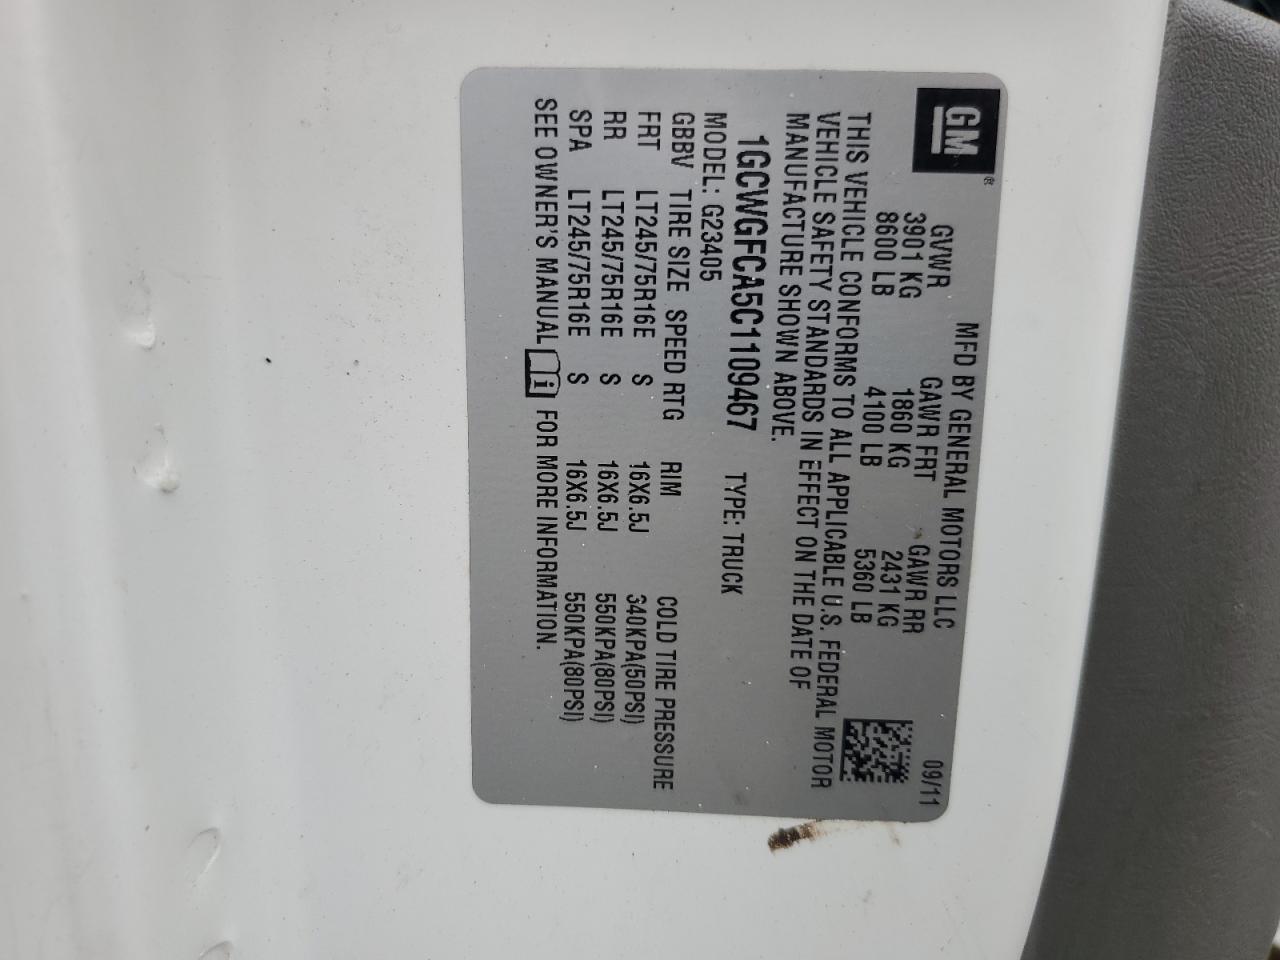 GM®
MFD BY GENERAL MOTORS LLC 09/11
GVWR GAWR FRT GAWR RR
3901 KG 1860 KG 2431 KG
8600 LB 4100 LB 5360 LB
THIS VEHICLE CONFORMS TO ALL APPLICABLE U.S. FEDERAL MOTOR
VEHICLE SAFETY STANDARDS IN EFFECT ON THE DATE OF
MANUFACTURE SHOWN ABOVE.
1GCWGFCA5C1109467 TYPE: TRUCK
MODEL: G23405
GBBV TIRE SIZE SPEED RTG RIM COLD TIRE PRESSURE
FRT LT245/75R16E S 16X6.5J 340KPA(50PSI)
RR LT245/75R16E S 16X6.5J 550KPA(80PSI)
SPA LT245/75R16E S 16X6.5J 550KPA(80PSI)
SEE OWNER'S MANUAL i FOR MORE INFORMATION.